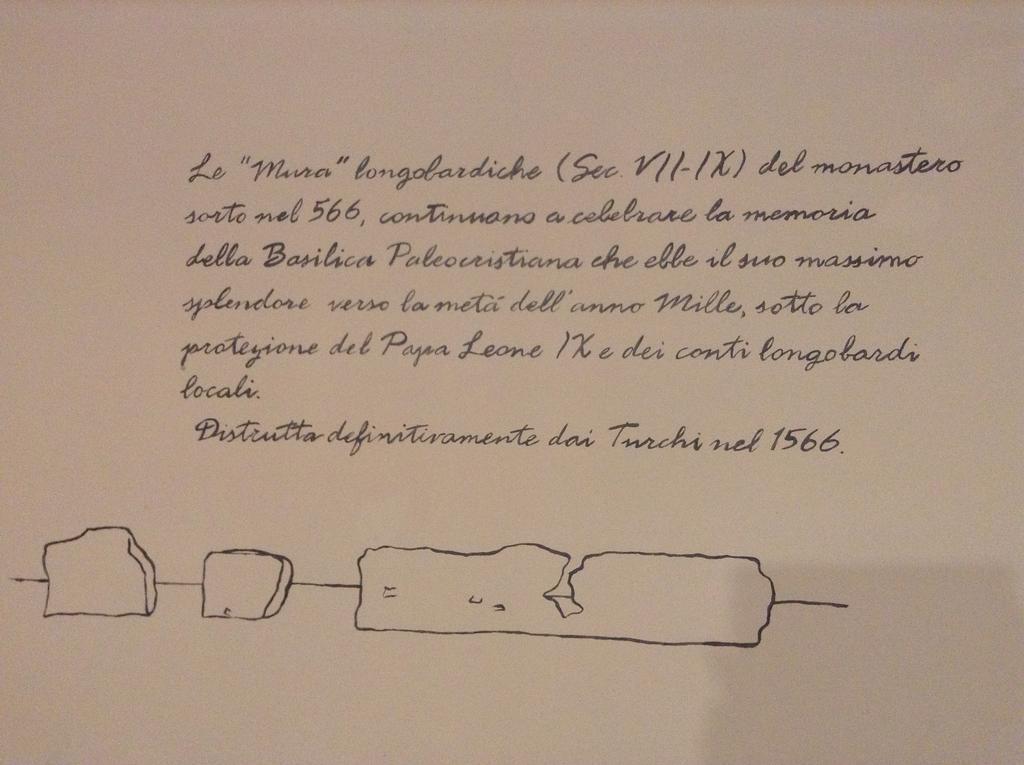 Le "Mura" longobardiche (Sec. VII-IX) del monastero
sorto nel 566, continuano a cebelrare la memoria
della Basilica Paleocristiana che ebbe il suo massimo
splendore verso la metá dell'anno Mille, sotto la
protezione del Papa Leone IX e dei conti longobardi
locali.
Distrutta definitivamente dai Turchi nel 1566.